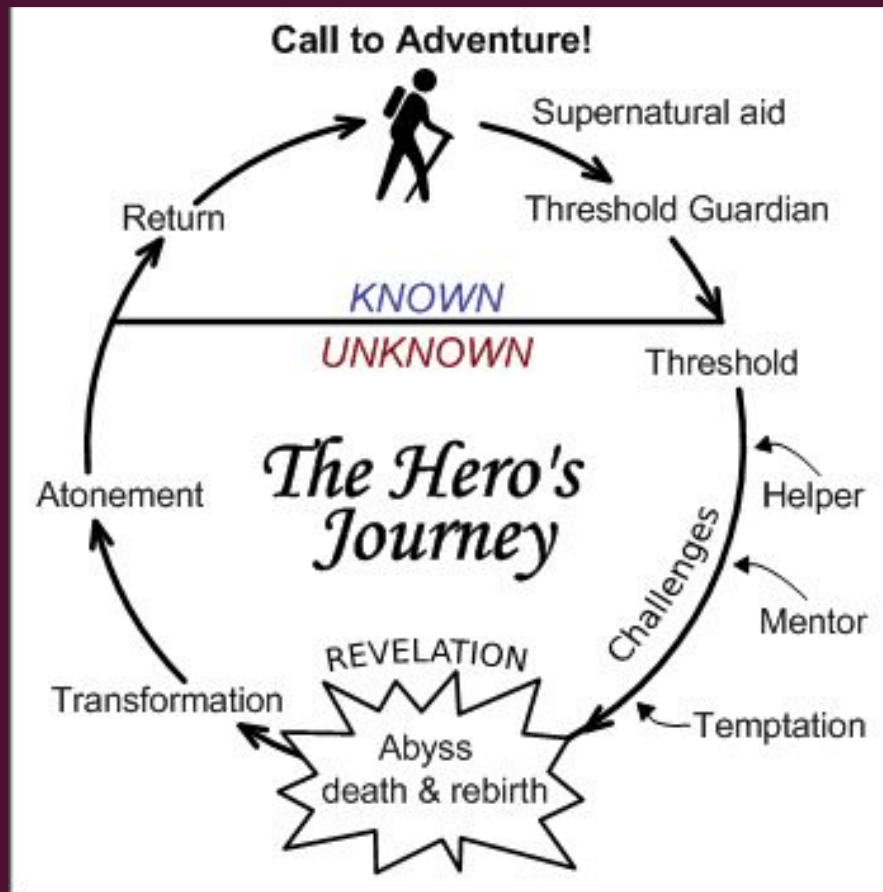 Call to Adventure!
Supernatural aid
Threshold Guardian
Return
KNOWN
UNKNOWN
Threshold
The Hero's
Journey
Helper
Challenges
Mentor
Temptation
Atonement
REVELATION
Abyss
death & rebirth
Transformation